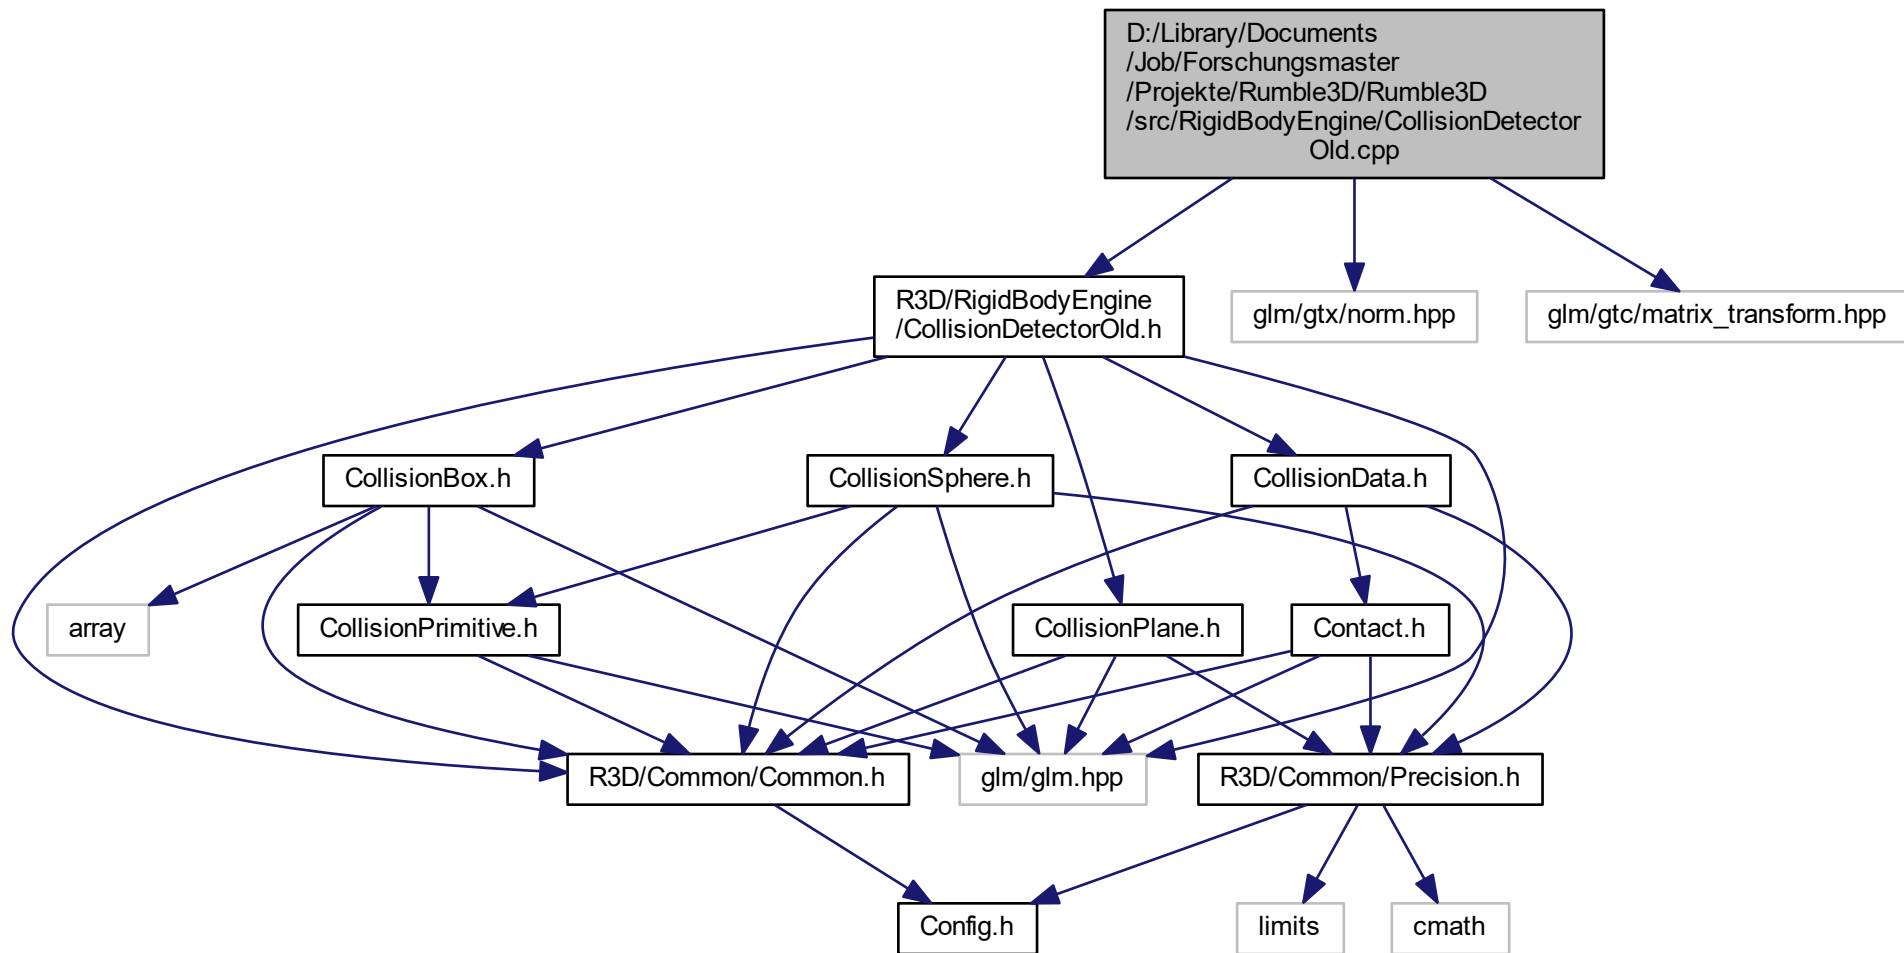 D:/Library/Documents
/Job/Forschungsmaster
/Projekte/Rumble3D/Rumble3D
/src/RigidBodyEngine/CollisionDetector
Old.cpp
R3D/RigidBodyEngine
/CollisionDetectorOld.h
glm/gtx/norm.hpp
glm/gtc/matrix_transform.hpp
CollisionBox.h
CollisionSphere.h
CollisionData.h
array
CollisionPrimitive.h
CollisionPlane.h
Contact.h
R3D/Common/Common.h
glm/glm.hpp
R3D/Common/Precision.h
Config.h
limits
cmath